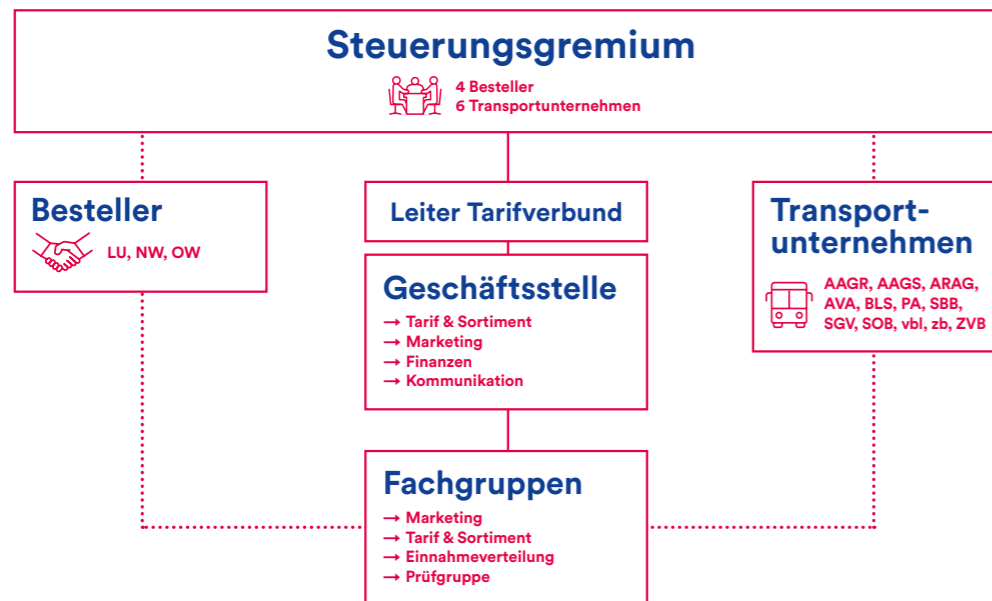 Steuerungsgremium
4 Besteller
6 Transportunternehmen
Besteller
LU, NW, OW
Leiter Tarifverbund
Geschäftsstelle
→ Tarif & Sortiment
→ Marketing
→ Finanzen
→ Kommunikation
Transport-
unternehmen
AAGR, AAGS, ARAG,
AVA, BLS, PA, SBB,
SGV, SOB, vbl, zb, ZVB
Fachgruppen
→ Marketing
→ Tarif & Sortiment
→ Einnahmeverteilung
→ Prüfgruppe